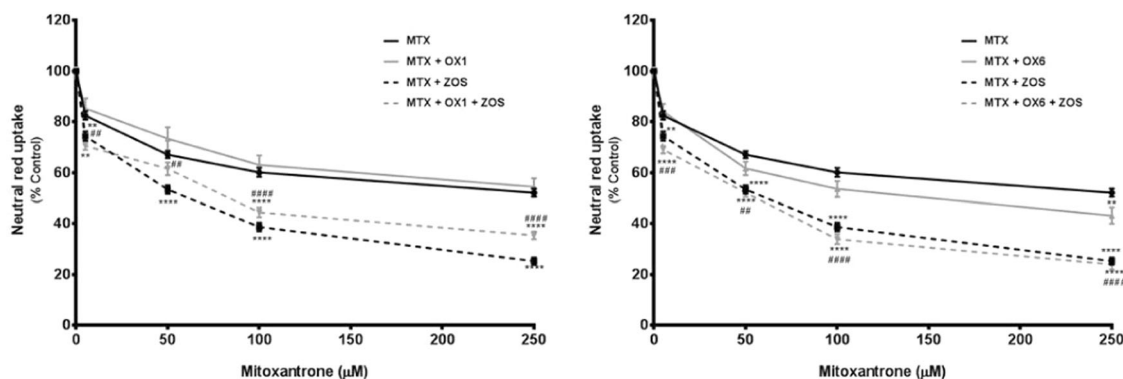 120
100
80
60
40
20
0
Neutral red uptake
(% Control)
MTX
MTX + OX1
MTX + ZOS
MTX + OX1 + ZOS
**
##
**
##
****
####
****
****
####
****
****
0 50 100 150 200 250
Mitoxantrone (μM)
120
100
80
60
40
20
0
Neutral red uptake
(% Control)
MTX
MTX + OX6
MTX + ZOS
MTX + OX6 + ZOS
**
****
###
****
****
##
****
****
####
**
****
****
####
0 50 100 150 200 250
Mitoxantrone (μM)